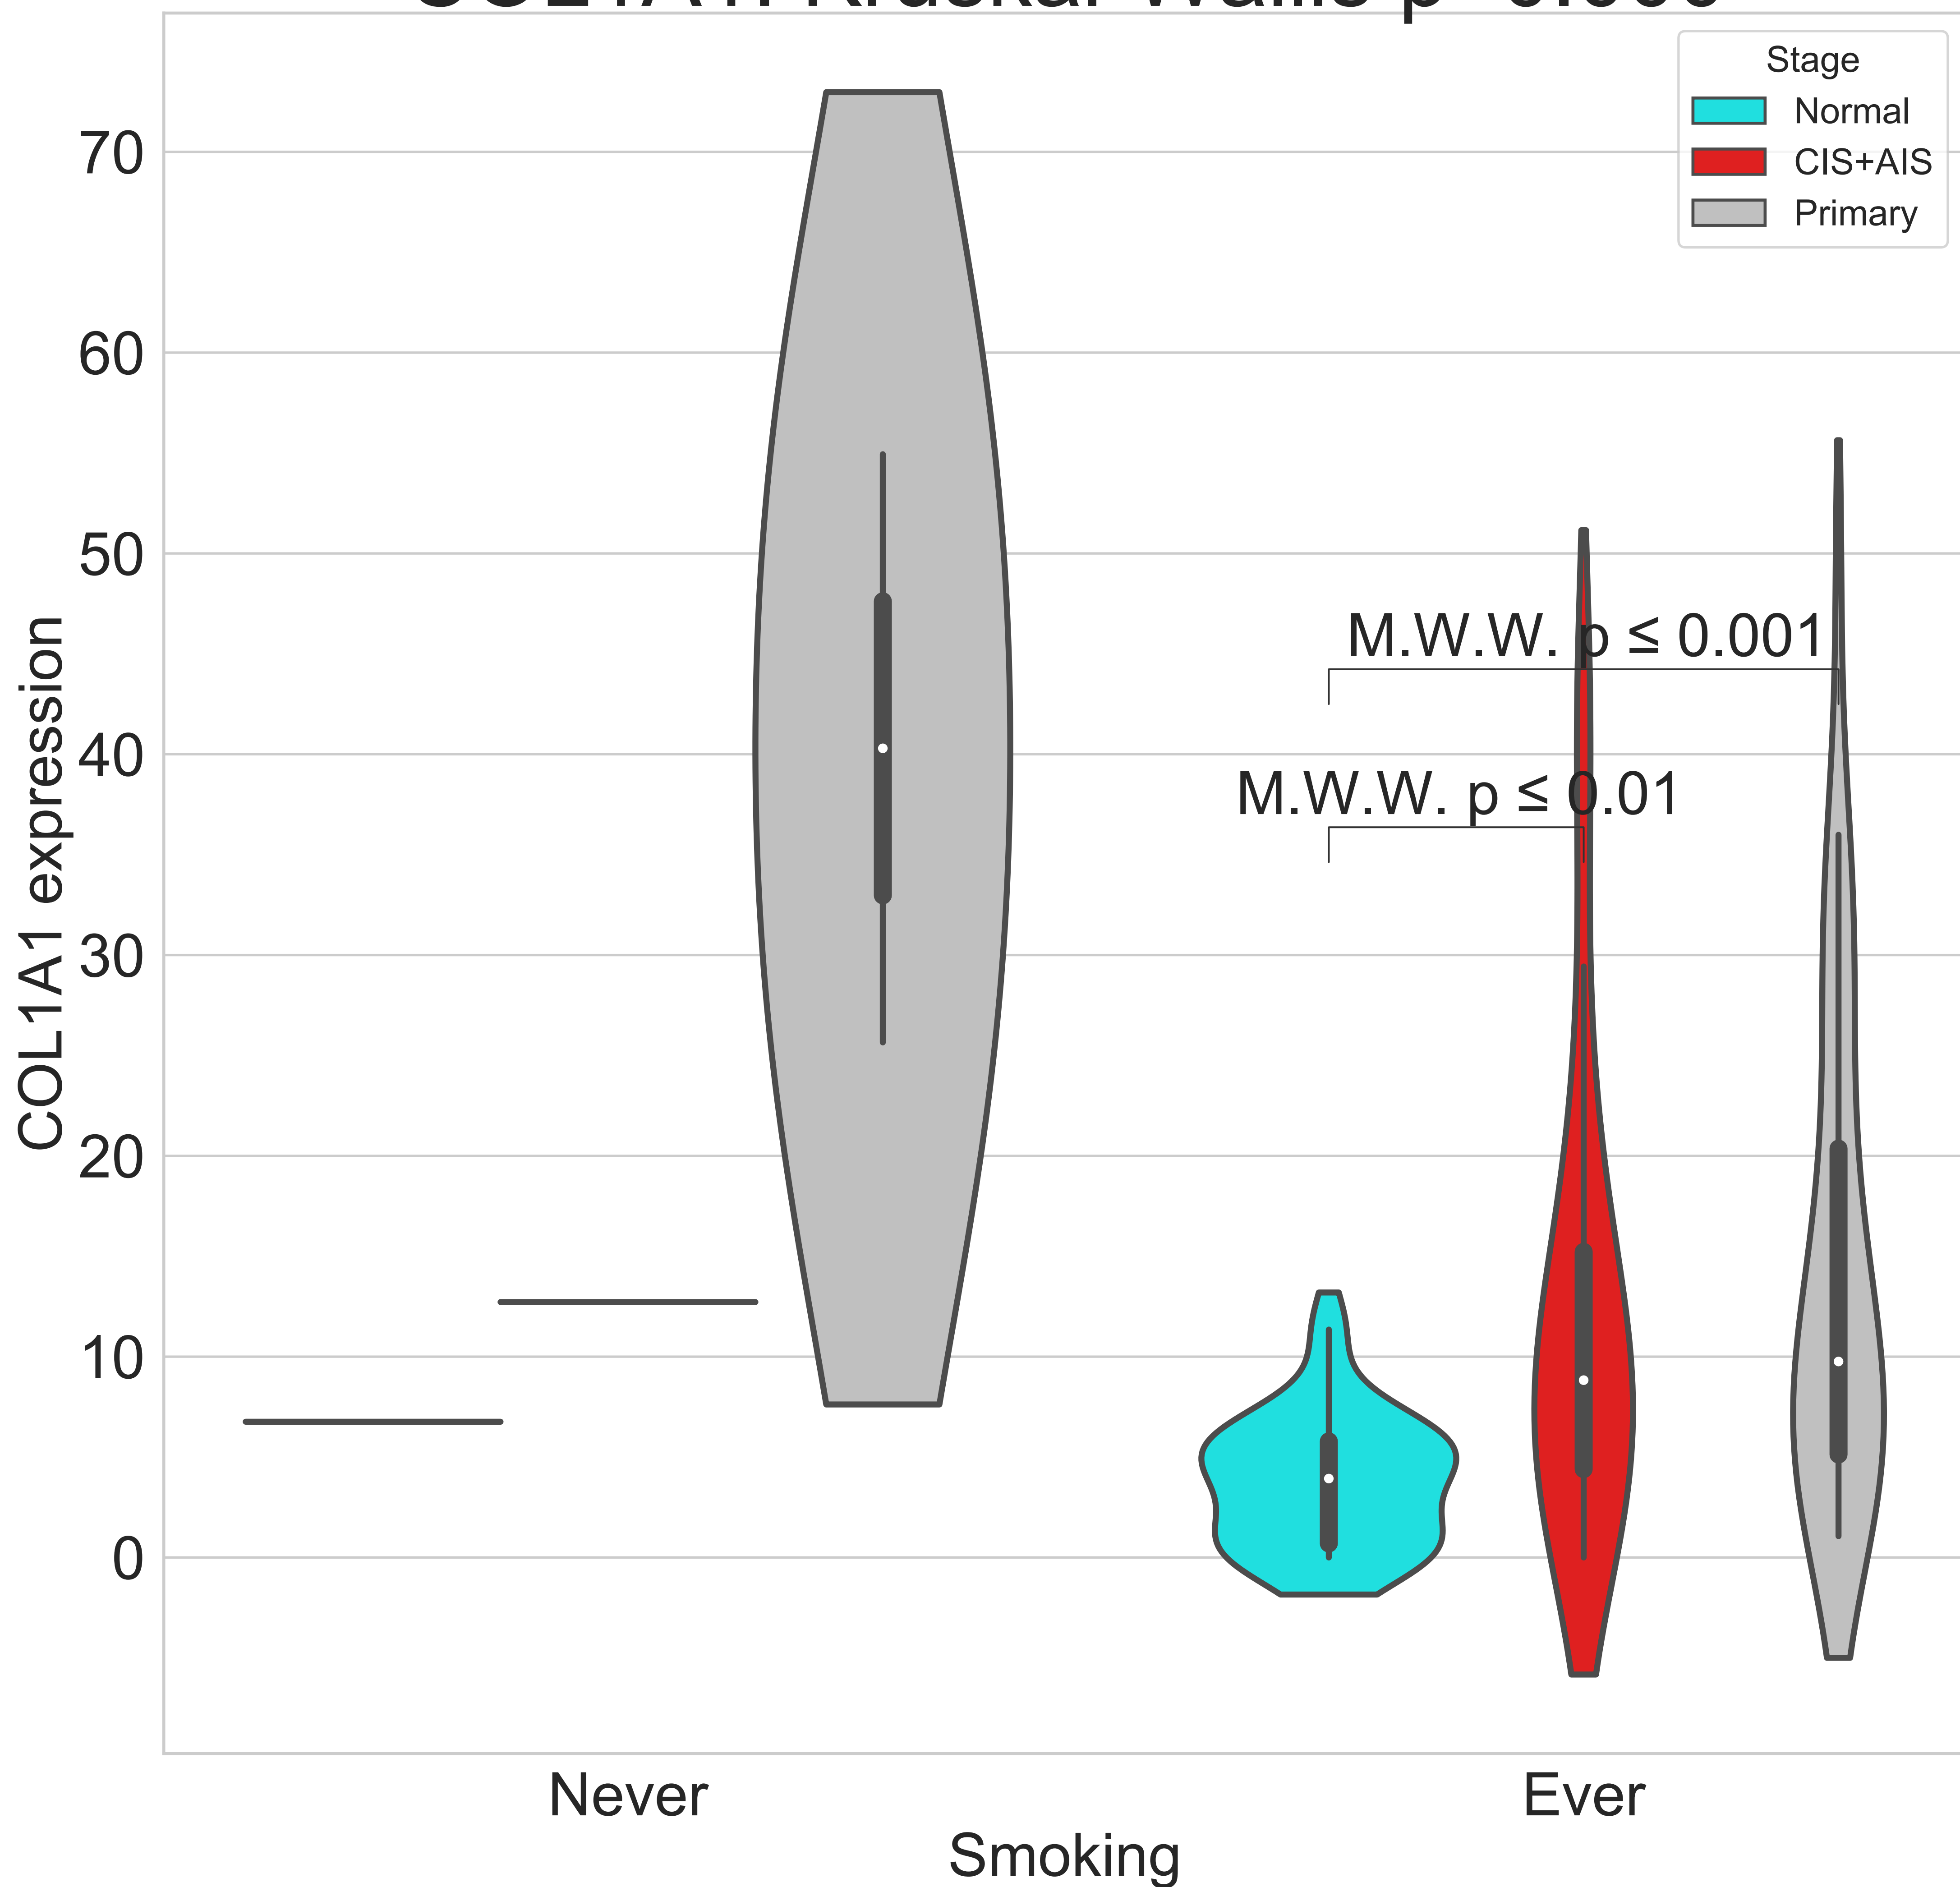 Stage
Normal
CIS+AIS
Primary
70
60
50
40
30
20
10
0
COL1A1 expression
M.W.W. p ≤ 0.001
M.W.W. p ≤ 0.01
Never
Ever
Smoking